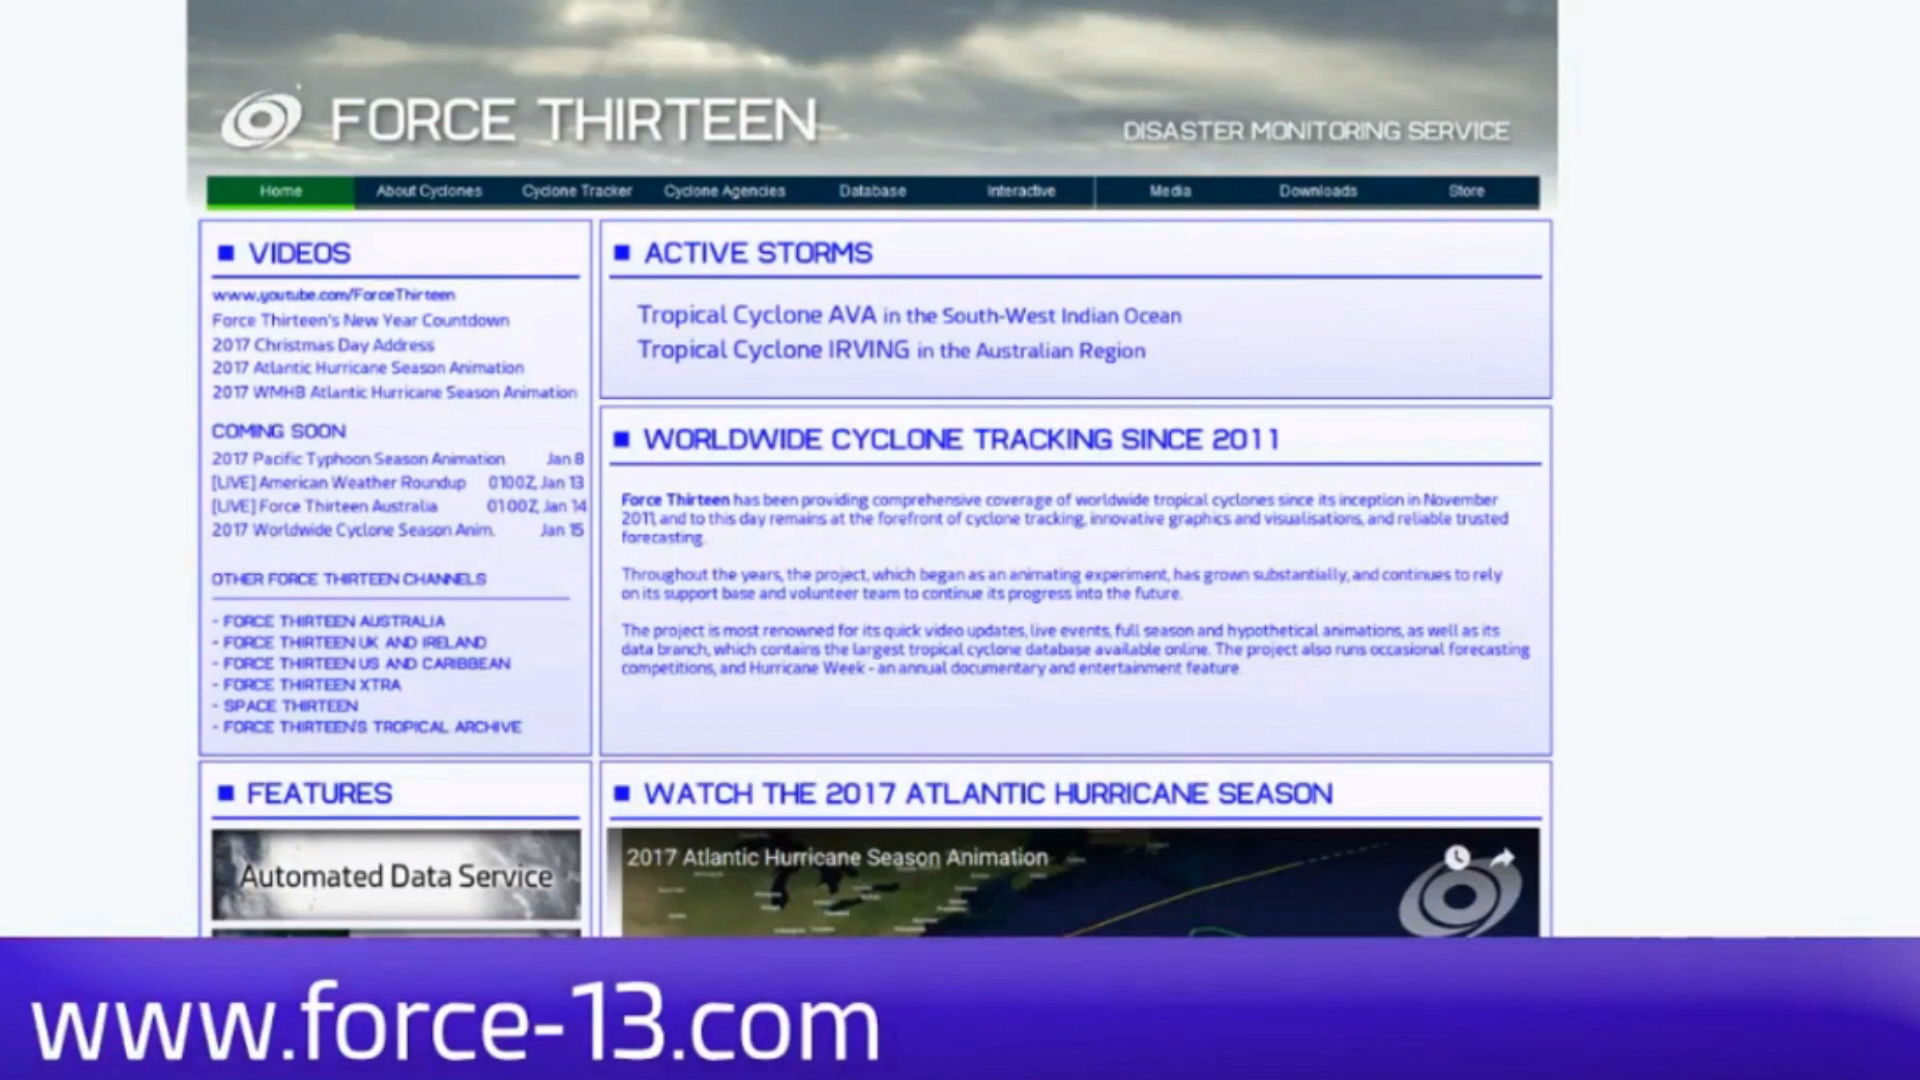 FORCE THIRTEEN
DISASTER MONITORING SERVICE
Home About Cyclones Cyclone Tracker Cyclone Agencies Database Interactive Media Downloads Store
VIDEOS
www.youtube.com/ForceThirteen
Force Thirteen's New Year Countdown
2017 Christmas Day Address
2017 Atlantic Hurricane Season Animation
2017 WMHB Atlantic Hurricane Season Animation
COMING SOON
2017 Pacific Typhoon Season Animation Jan 8
[LIVE] American Weather Roundup 0100Z, Jan 13
[LIVE] Force Thirteen Australia 0100Z, Jan 14
2017 Worldwide Cyclone Season Anim. Jan 15
OTHER FORCE THIRTEEN CHANNELS
- FORCE THIRTEEN AUSTRALIA
- FORCE THIRTEEN UK AND IRELAND
- FORCE THIRTEEN US AND CARIBBEAN
- FORCE THIRTEEN XTRA
- SPACE THIRTEEN
- FORCE THIRTEEN'S TROPICAL ARCHIVE
ACTIVE STORMS
Tropical Cyclone AVA in the South-West Indian Ocean
Tropical Cyclone IRVING in the Australian Region
WORLDWIDE CYCLONE TRACKING SINCE 2011
Force Thirteen has been providing comprehensive coverage of worldwide tropical cyclones since its inception in November
2011, and to this day remains at the forefront of cyclone tracking, innovative graphics and visualisations, and reliable trusted
forecasting.
Throughout the years, the project, which began as an animating experiment, has grown substantially, and continues to rely
on its support base and volunteer team to continue its progress into the future.
The project is most renowned for its quick video updates, live events, full season and hypothetical animations, as well as its
data branch, which contains the largest tropical cyclone database available online. The project also runs occasional forecasting
competitions, and Hurricane Week - an annual documentary and entertainment feature.
FEATURES
Automated Data Service
WATCH THE 2017 ATLANTIC HURRICANE SEASON
2017 Atlantic Hurricane Season Animation
www.force-13.com